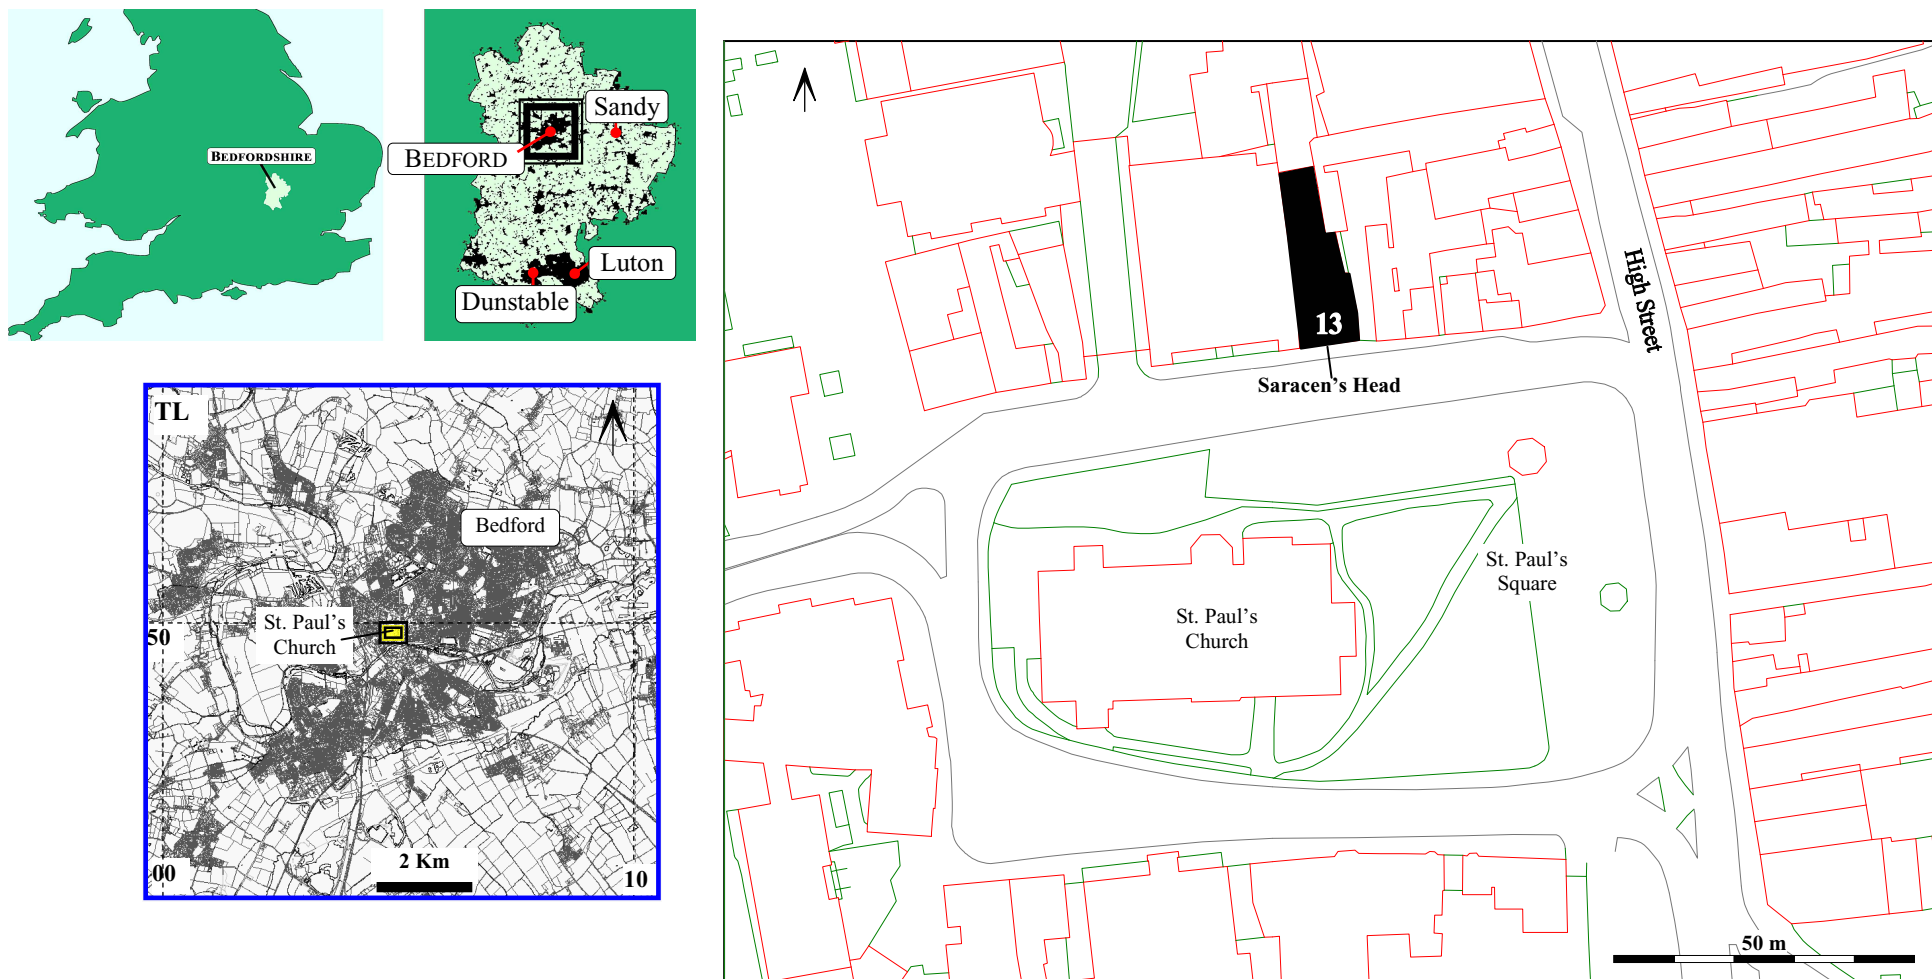 BEDFORDSHIRE
Sandy
BEDFORD
Luton
Dunstable
TL
Bedford
St. Paul's
Church
50
00
2 Km
10
High Street
13
Saracen's Head
St. Paul's
Square
St. Paul's
Church
50 m